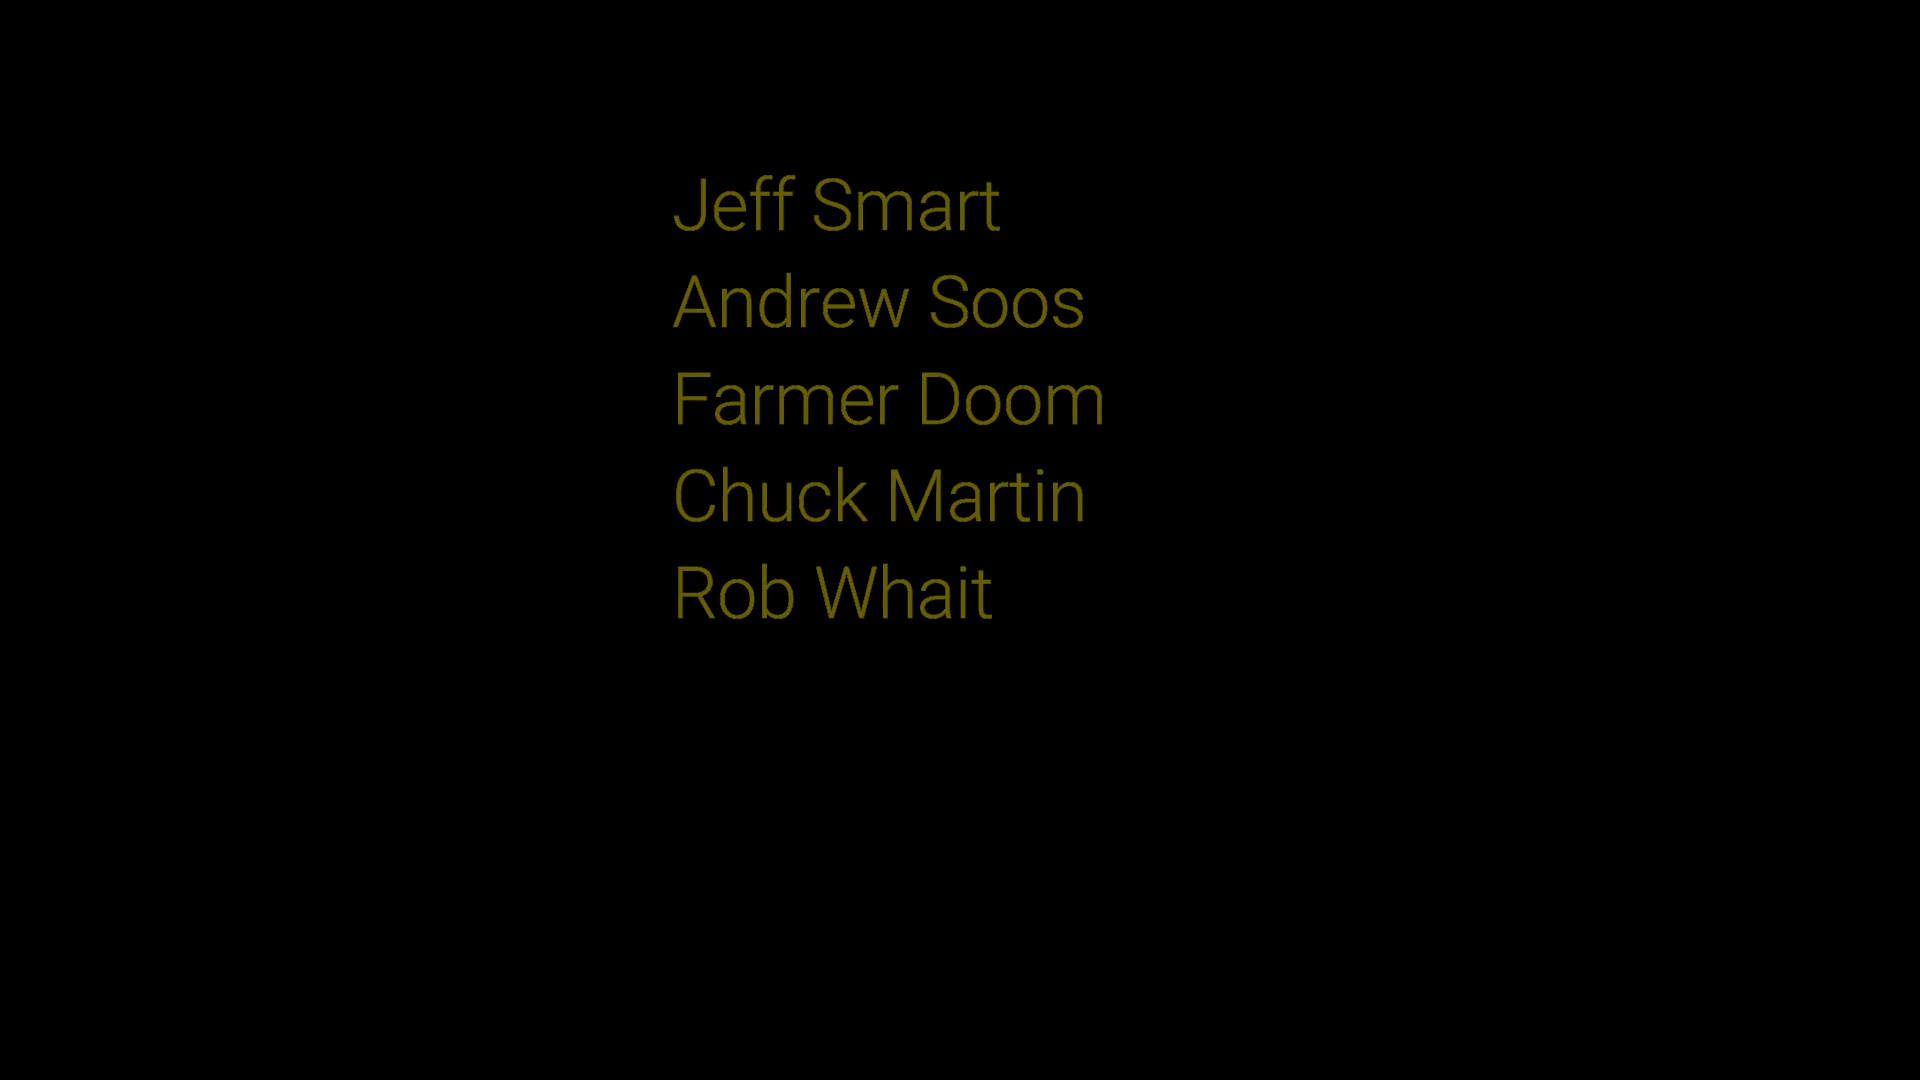 Jeff Smart
Andrew Soos
Farmer Doom
Chuck Martin
Rob Whait